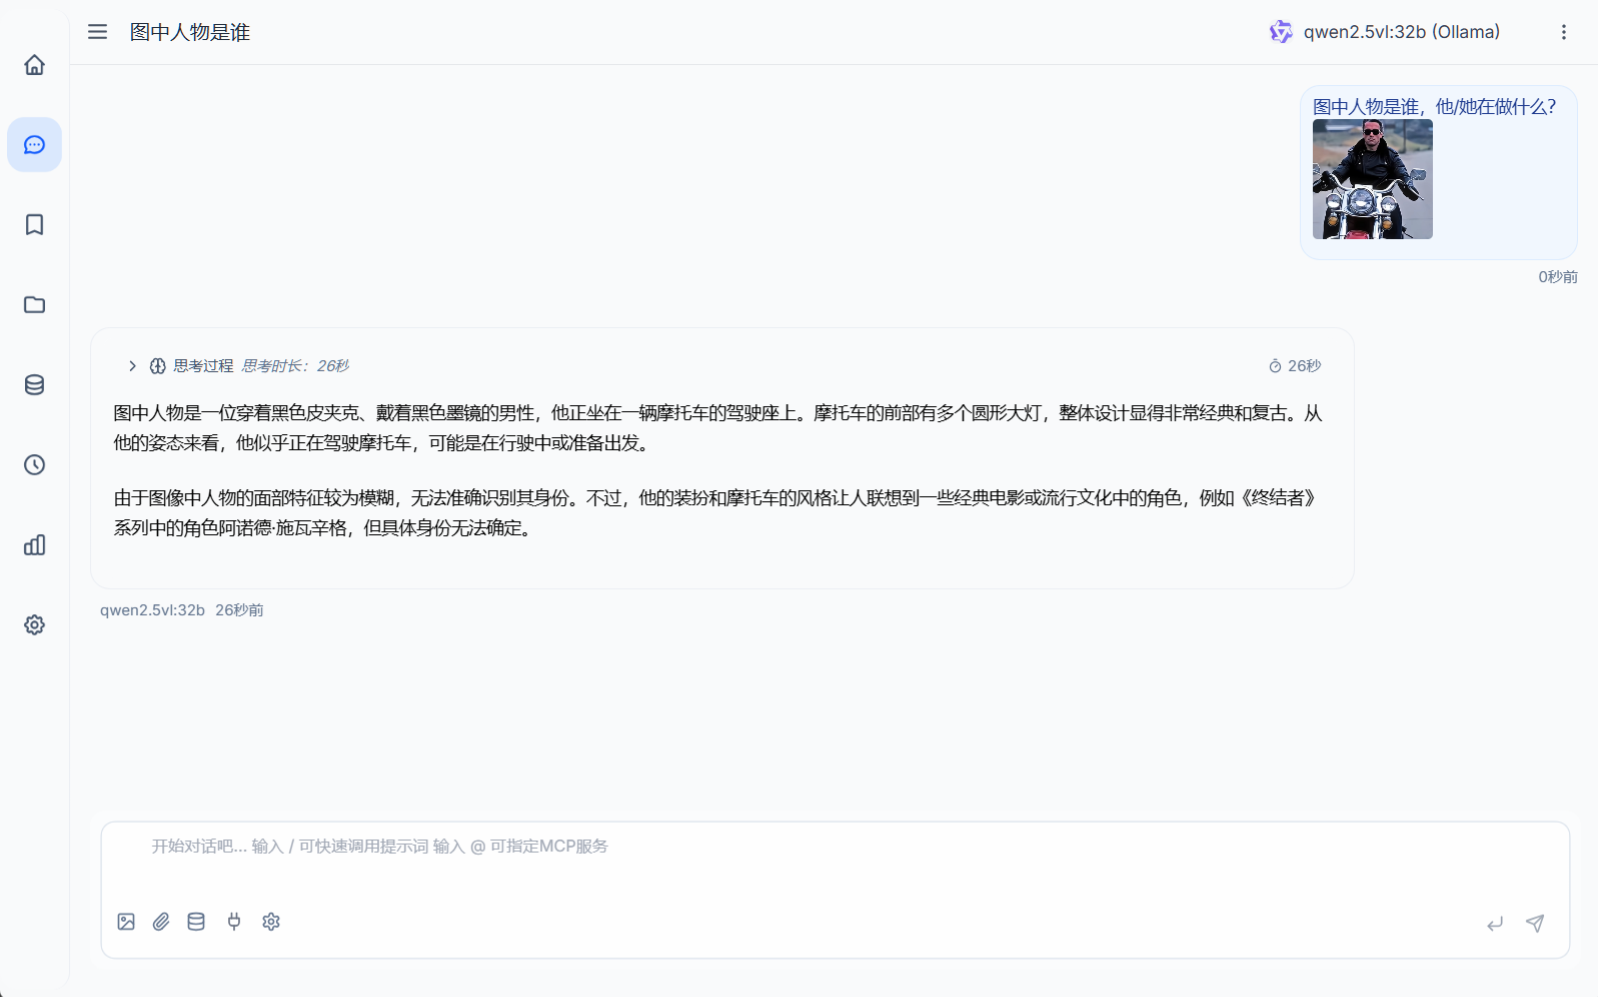 图中人物是谁
qwen2.5vl:32b (Ollama)
图中人物是谁，他/她在做什么？
0秒前
思考过程 思考时长：26秒
26秒
图中人物是一位穿着黑色皮夹克、戴着黑色墨镜的男性，他正坐在一辆摩托车的驾驶座上。摩托车的前部有多个圆形大灯，整体设计显得非常经典和复古。从
他的姿态来看，他似乎正在驾驶摩托车，可能是在行驶中或准备出发。
由于图像中人物的面部特征较为模糊，无法准确识别其身份。不过，他的装扮和摩托车的风格让人联想到一些经典电影或流行文化中的角色，例如《终结者》
系列中的角色阿诺德·施瓦辛格，但具体身份无法确定。
qwen2.5vl:32b 26秒前
开始对话吧... 输入 / 可快速调用提示词 输入 @ 可指定MCP服务